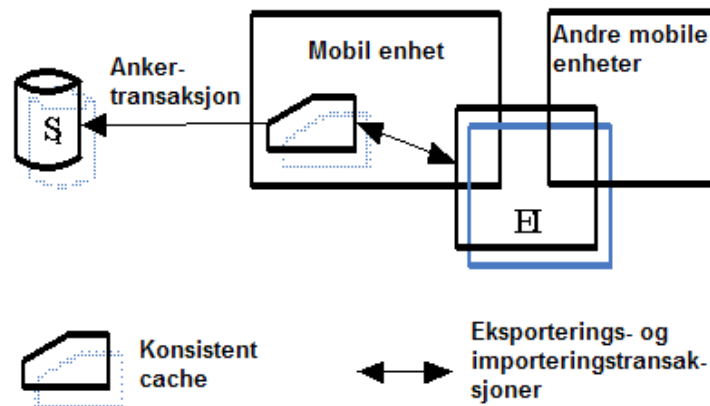 Mobil enhet
Andre mobile
enheter
Anker-
transaksjon
S
EI
Konsistent
cache
Eksporterings- og
importeringstransak-
sjoner